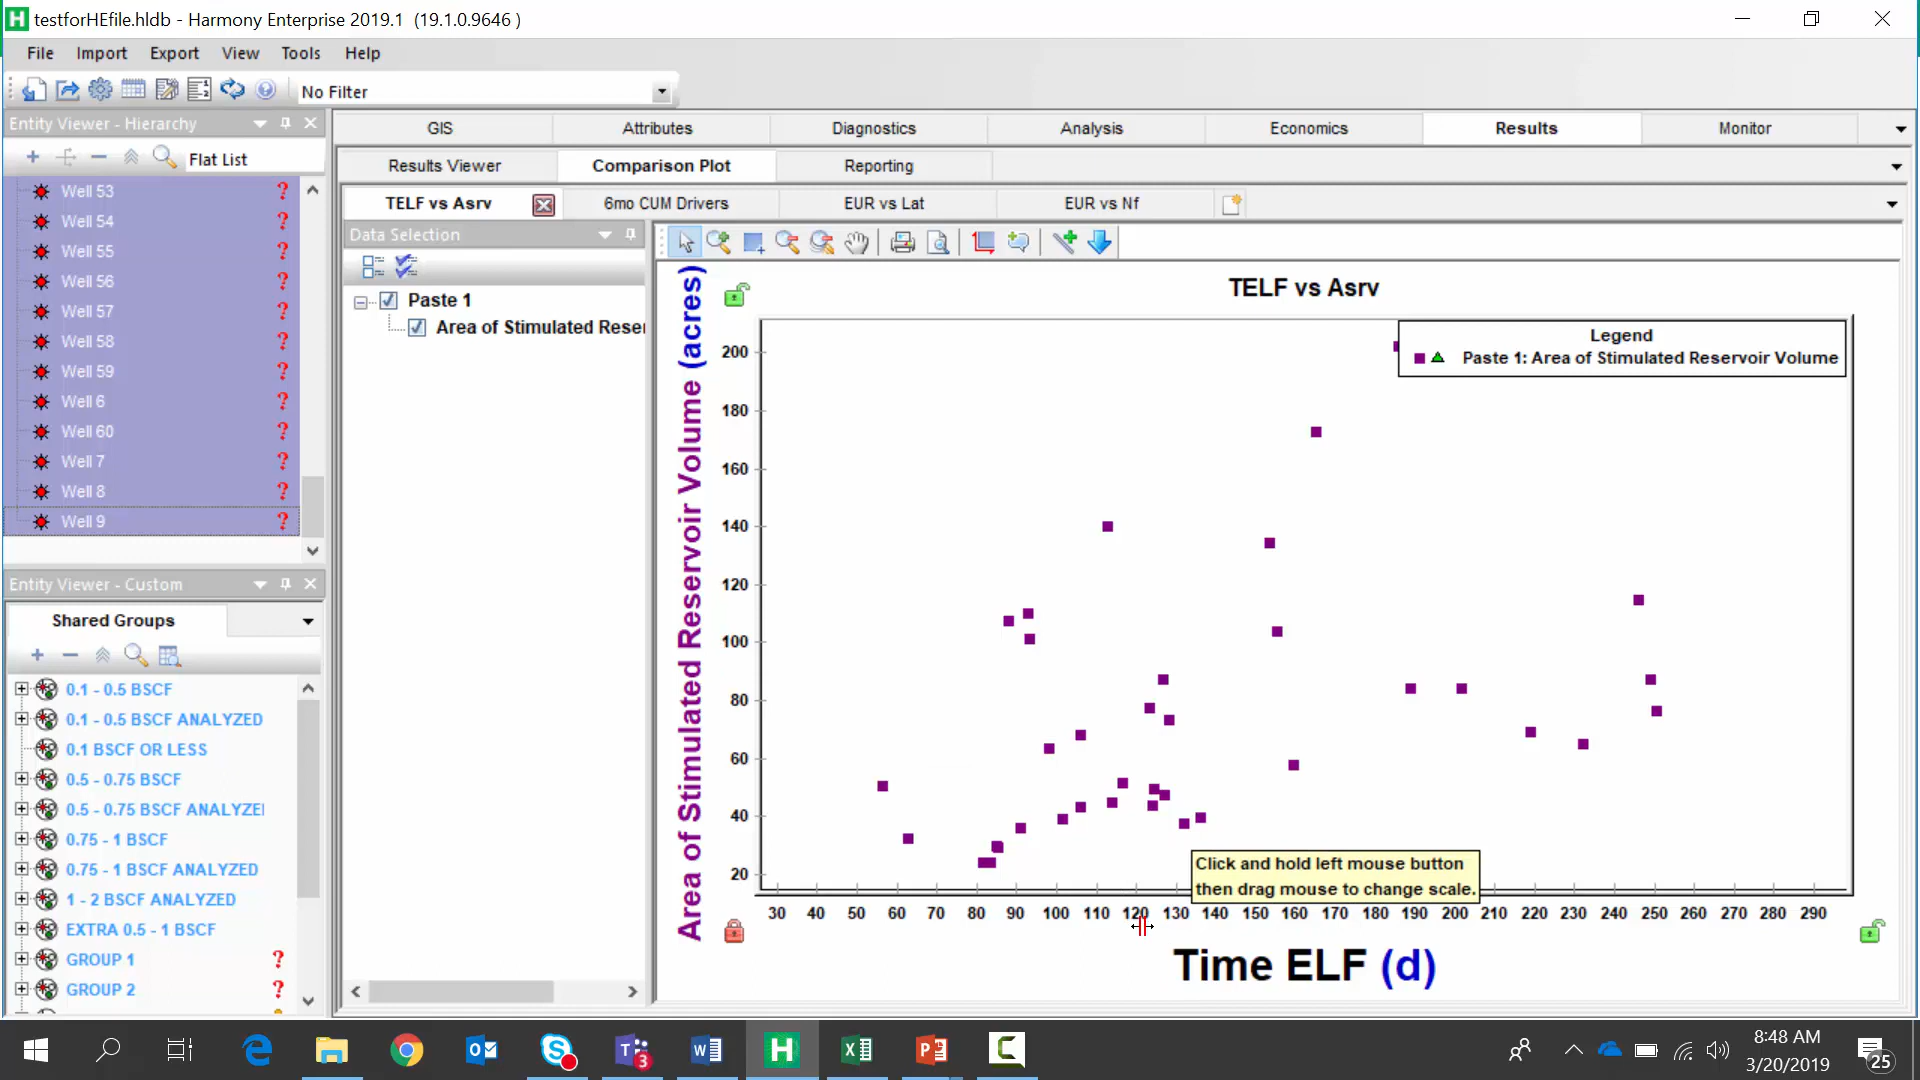 testforHEfile.hldb - Harmony Enterprise 2019.1 (19.1.0.9646 )
File Import Export View Tools Help
No Filter
Entity Viewer - Hierarchy
Flat List
Well 53 ?
Well 54 ?
Well 55 ?
Well 56 ?
Well 57 ?
Well 58 ?
Well 59 ?
Well 6 ?
Well 60 ?
Well 7 ?
Well 8 ?
Well 9 ?
Entity Viewer - Custom
Shared Groups
0.1 - 0.5 BSCF
0.1 - 0.5 BSCF ANALYZED
0.1 BSCF OR LESS
0.5 - 0.75 BSCF
0.5 - 0.75 BSCF ANALYZEI
0.75 - 1 BSCF
0.75 - 1 BSCF ANALYZED
1 - 2 BSCF ANALYZED
EXTRA 0.5 - 1 BSCF
GROUP 1 ?
GROUP 2 ?
GIS Attributes Diagnostics Analysis Economics Results Monitor
Results Viewer Comparison Plot Reporting
TELF vs Asrv 6mo CUM Drivers EUR vs Lat EUR vs Nf
Data Selection
Paste 1
Area of Stimulated Rese
TELF vs Asrv
Legend
Paste 1: Area of Stimulated Reservoir Volume
Area of Stimulated Reservoir Volume (acres)
200
180
160
140
120
100
80
60
40
20
Click and hold left mouse button
then drag mouse to change scale.
30 40 50 60 70 80 90 100 110 120 130 140 150 160 170 180 190 200 210 220 230 240 250 260 270 280 290
Time ELF (d)
3
8:48 AM
3/20/2019
25